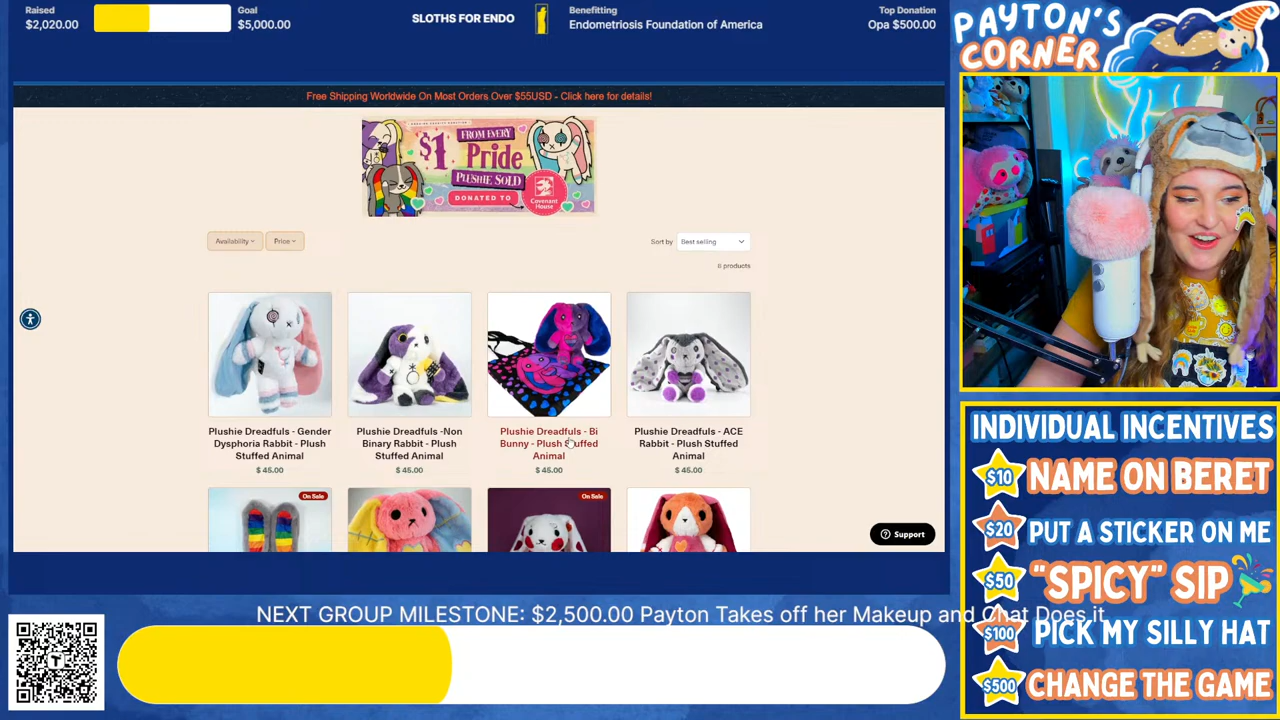 Raised
$2,020.00
Goal
$5,000.00
SLOTHS FOR ENDO
Benefitting
Endometriosis Foundation of America
Top Donation
Opa $500.00
PAYTON'S
CORNER
Free Shipping Worldwide On Most Orders Over $55USD - Click here for details!
$1
FROM EVERY
Pride
PLUSHIE SOLD
DONATED TO
Covenant
House
Availability
Price
Sort by
Best selling
8 products
Plushie Dreadfuls - Gender
Dysphoria Rabbit - Plush
Stuffed Animal
$ 45.00
Plushie Dreadfuls -Non
Binary Rabbit - Plush
Stuffed Animal
$ 45.00
Plushie Dreadfuls - Bi
Bunny - Plush Stuffed
Animal
$ 45.00
Plushie Dreadfuls - ACE
Rabbit - Plush Stuffed
Animal
$ 45.00
On Sale
On Sale
Support
INDIVIDUAL INCENTIVES
$10 NAME ON BERET
$20 PUT A STICKER ON ME
$50 "SPICY" SIP
$100 PICK MY SILLY HAT
$500 CHANGE THE GAME
NEXT GROUP MILESTONE: $2,500.00 Payton Takes off her Makeup and Chat Does it